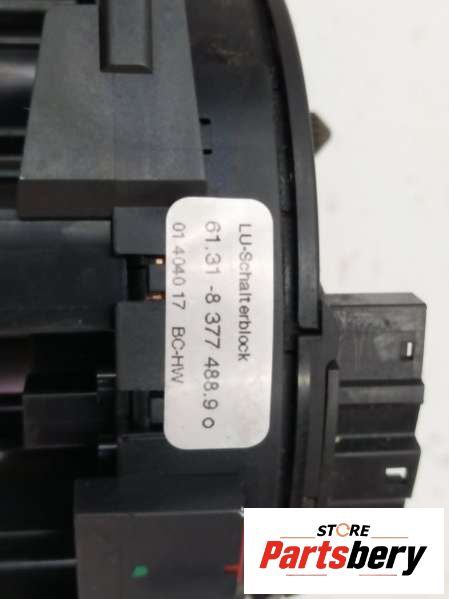 LU-Schalterblock
61.31-8 377 488.9 O
01 404017 BC-HW
STORE
Partsbery